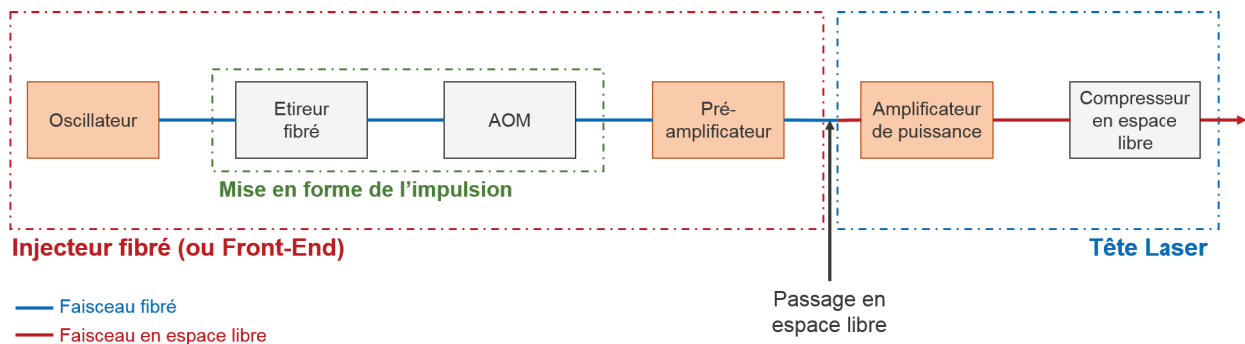 Oscillateur
Etireur
fibré
AOM
Pré-
amplificateur
Amplificateur
de puissance
Compresseur
en espace
libre
Mise en forme de l'impulsion
Injecteur fibré (ou Front-End)
Tête Laser
Passage en
espace libre
Faisceau fibré
Faisceau en espace libre